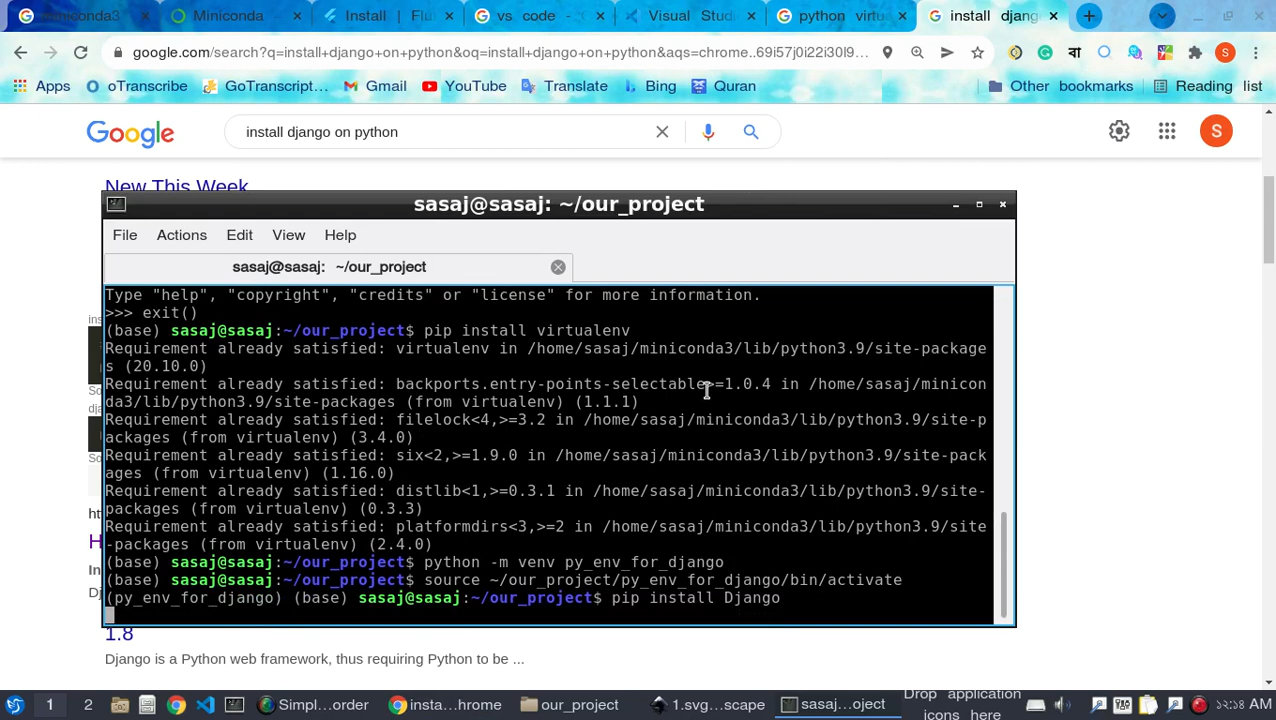 miniconda3
Miniconda
Install | Flu
vs code -
Visual Studi
python virtu
install djang
google.com/search?q=install+django+on+python&oq=install+django+on+python&aqs=chrome..69i57j0i22i30l9...
বা
S
Apps
oTranscribe
GoTranscript...
Gmail
YouTube
Translate
Bing
Quran
Other bookmarks
Reading list
Google
install django on python
S
New This Week
sasaj@sasaj: ~/our_project
File Actions Edit View Help
sasaj@sasaj: ~/our_project
Type "help", "copyright", "credits" or "license" for more information.
>>> exit()
(base) sasaj@sasaj:~/our_project$ pip install virtualenv
Requirement already satisfied: virtualenv in /home/sasaj/miniconda3/lib/python3.9/site-package
s (20.10.0)
Requirement already satisfied: backports.entry-points-selectable>=1.0.4 in /home/sasaj/minicon
da3/lib/python3.9/site-packages (from virtualenv) (1.1.1)
Requirement already satisfied: filelock<4,>=3.2 in /home/sasaj/miniconda3/lib/python3.9/site-p
ackages (from virtualenv) (3.4.0)
Requirement already satisfied: six<2,>=1.9.0 in /home/sasaj/miniconda3/lib/python3.9/site-pack
ages (from virtualenv) (1.16.0)
Requirement already satisfied: distlib<1,>=0.3.1 in /home/sasaj/miniconda3/lib/python3.9/site-
packages (from virtualenv) (0.3.3)
Requirement already satisfied: platformdirs<3,>=2 in /home/sasaj/miniconda3/lib/python3.9/site
-packages (from virtualenv) (2.4.0)
(base) sasaj@sasaj:~/our_project$ python -m venv py_env_for_django
(base) sasaj@sasaj:~/our_project$ source ~/our_project/py_env_for_django/bin/activate
(py_env_for_django) (base) sasaj@sasaj:~/our_project$ pip install Django
1.8
Django is a Python web framework, thus requiring Python to be ...
1
2
Simpl...order
insta...hrome
our_project
1.svg...scape
sasaj...oject
Drop application
icons here
১২:১৪ AM